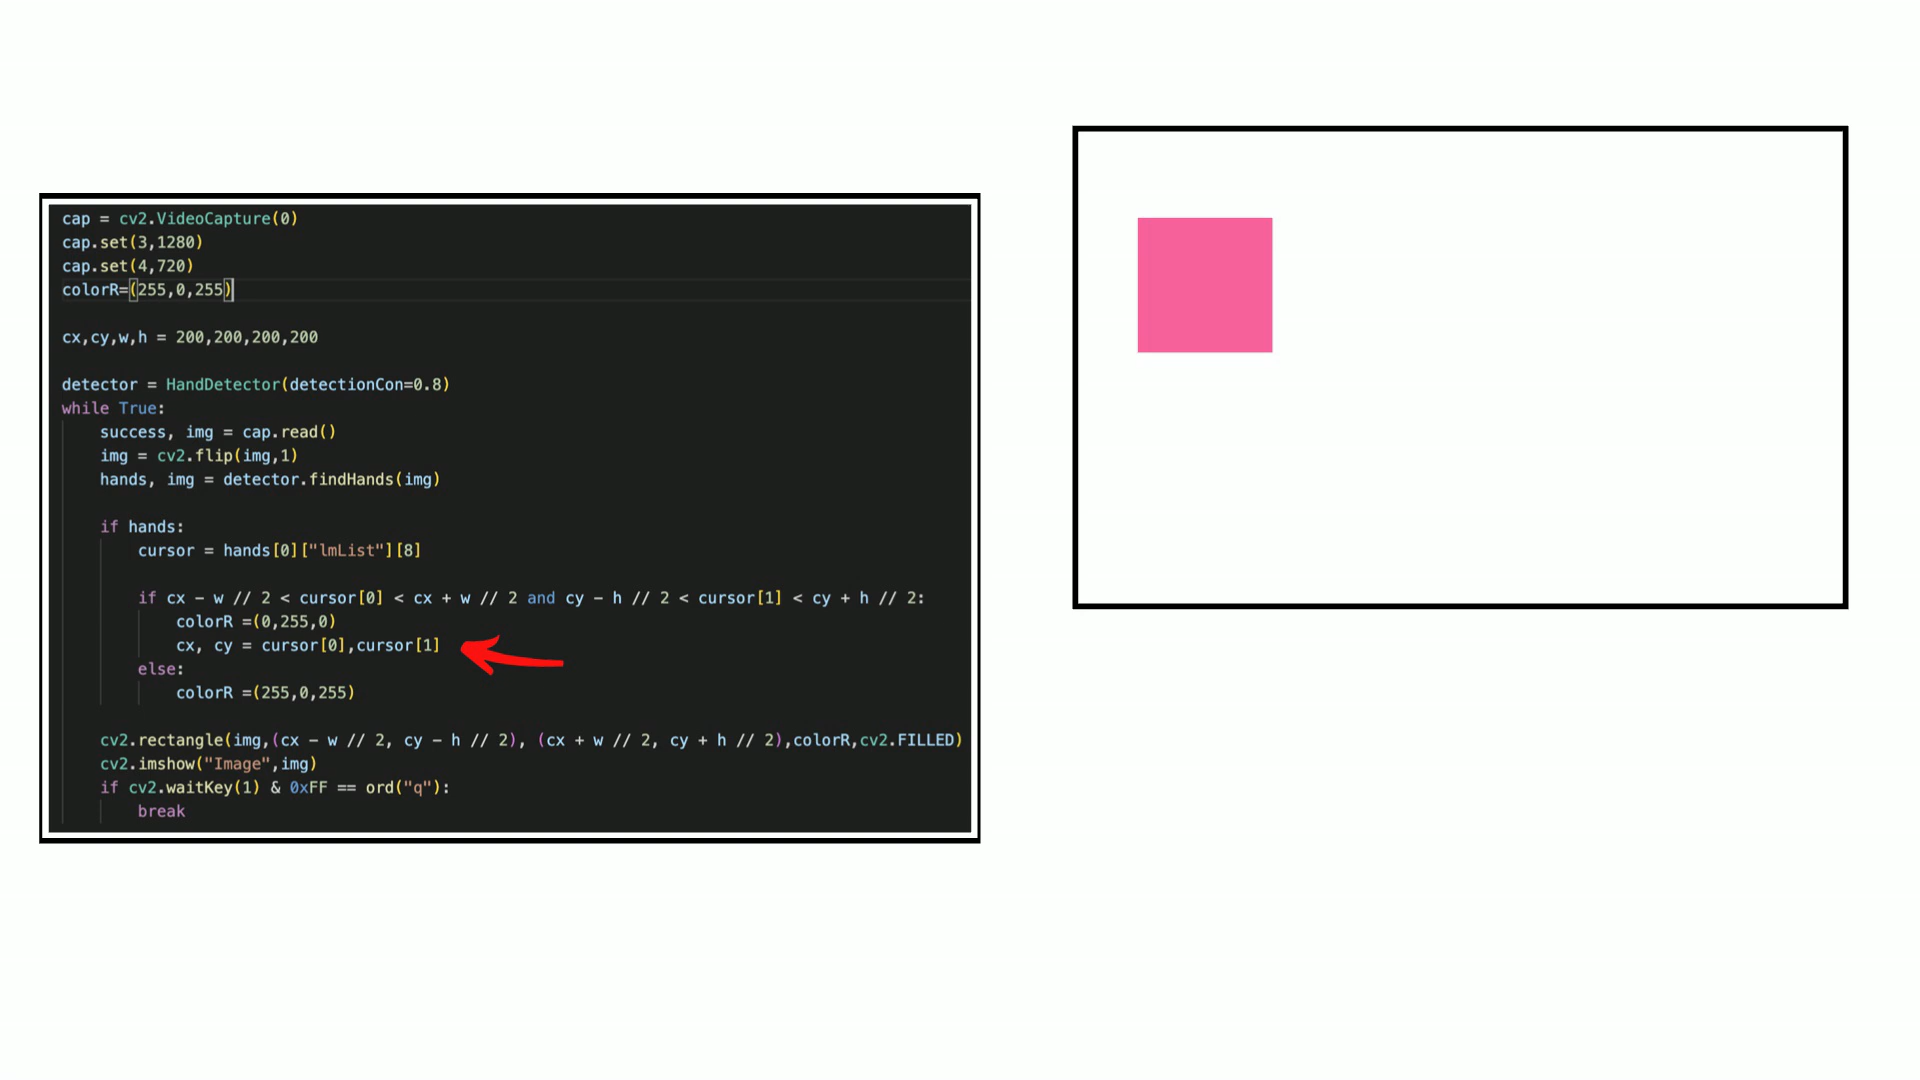 cap = cv2.VideoCapture(0)
cap.set(3,1280)
cap.set(4,720)
colorR=(255,0,255)
cx,cy,w,h = 200,200,200,200
detector = HandDetector(detectionCon=0.8)
while True:
success, img = cap.read()
img = cv2.flip(img,1)
hands, img = detector.findHands(img)
if hands:
cursor = hands[0]["lmList"][8]
if cx - w // 2 < cursor[0] < cx + w // 2 and cy - h // 2 < cursor[1] < cy + h // 2:
colorR =(0,255,0)
cx, cy = cursor[0],cursor[1]
else:
colorR =(255,0,255)
cv2.rectangle(img,(cx - w // 2, cy - h // 2), (cx + w // 2, cy + h // 2),colorR,cv2.FILLED)
cv2.imshow("Image",img)
if cv2.waitKey(1) & 0xFF == ord("q"):
break